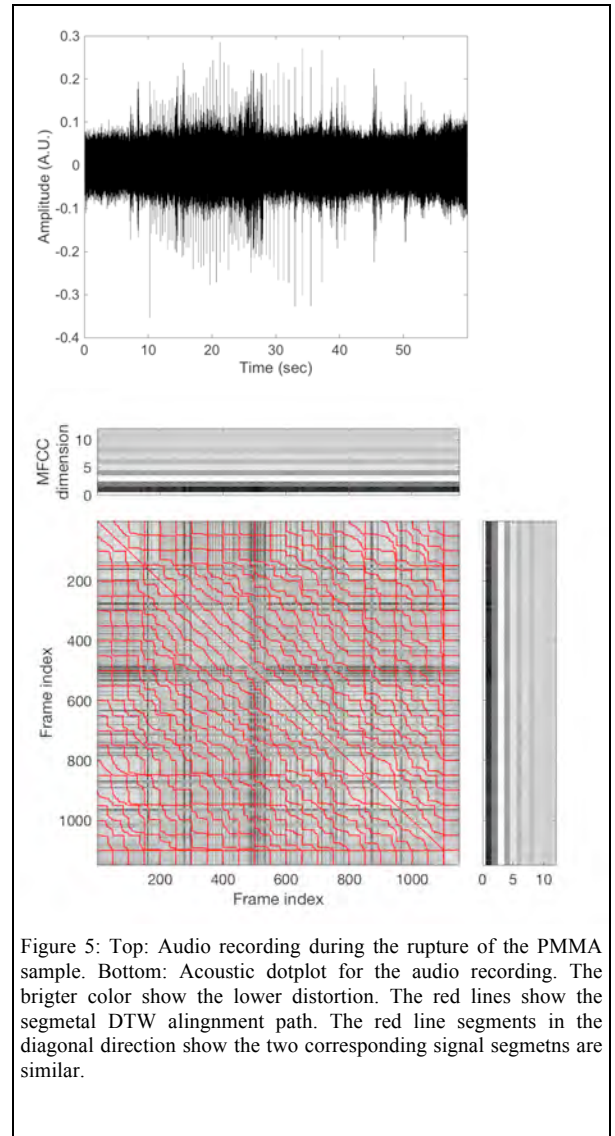 0.3
0.2
0.1
0
-0.1
-0.2
-0.3
-0.4
Amplitude (A.U.)
0 10 20 30 40 50
Time (sec)
10
5
0
MFCC
dimension
200
400
600
800
1000
Frame index
200 400 600 800 1000
Frame index
0 5 10
Figure 5: Top: Audio recording during the rupture of the PMMA
sample. Bottom: Acoustic dotplot for the audio recording. The
brigter color show the lower distortion. The red lines show the
segmetal DTW alingnment path. The red line segments in the
diagonal direction show the two corresponding signal segmetns are
similar.